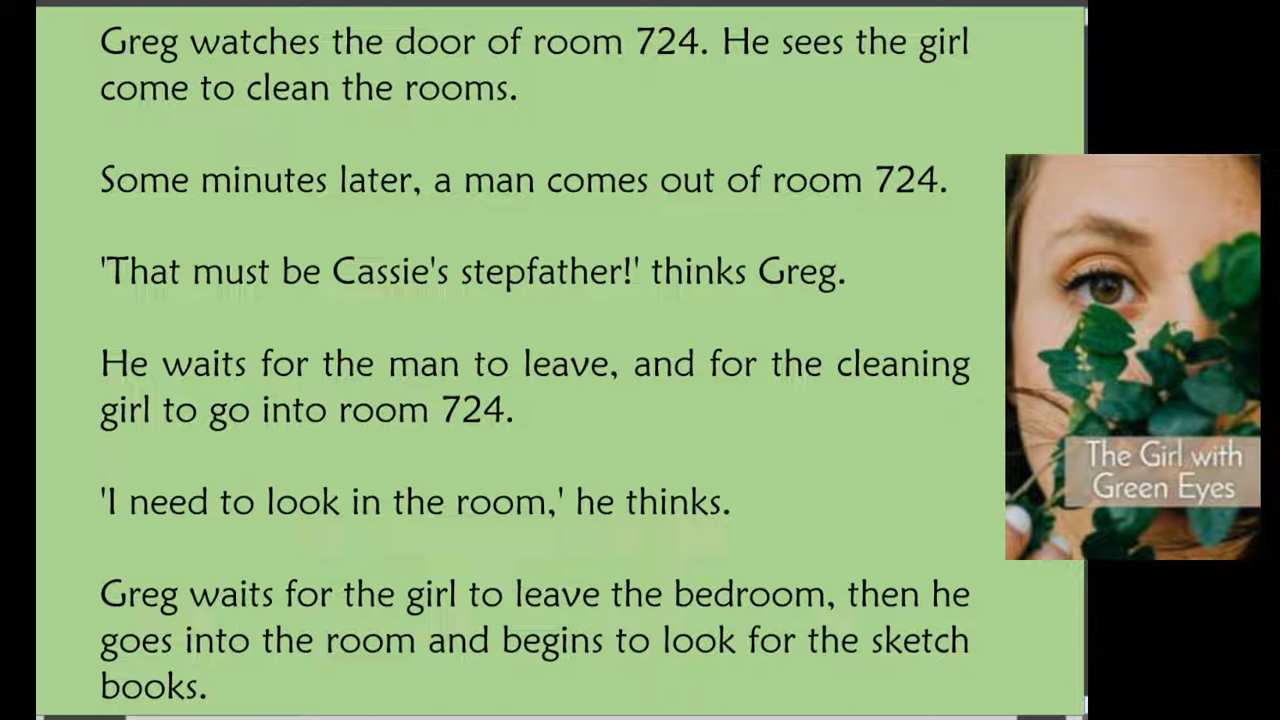 Greg watches the door of room 724. He sees the girl
come to clean the rooms.
Some minutes later, a man comes out of room 724.
'That must be Cassie's stepfather!' thinks Greg.
He waits for the man to leave, and for the cleaning
girl to go into room 724.
'I need to look in the room,' he thinks.
Greg waits for the girl to leave the bedroom, then he
goes into the room and begins to look for the sketch
books.
The Girl with
Green Eyes